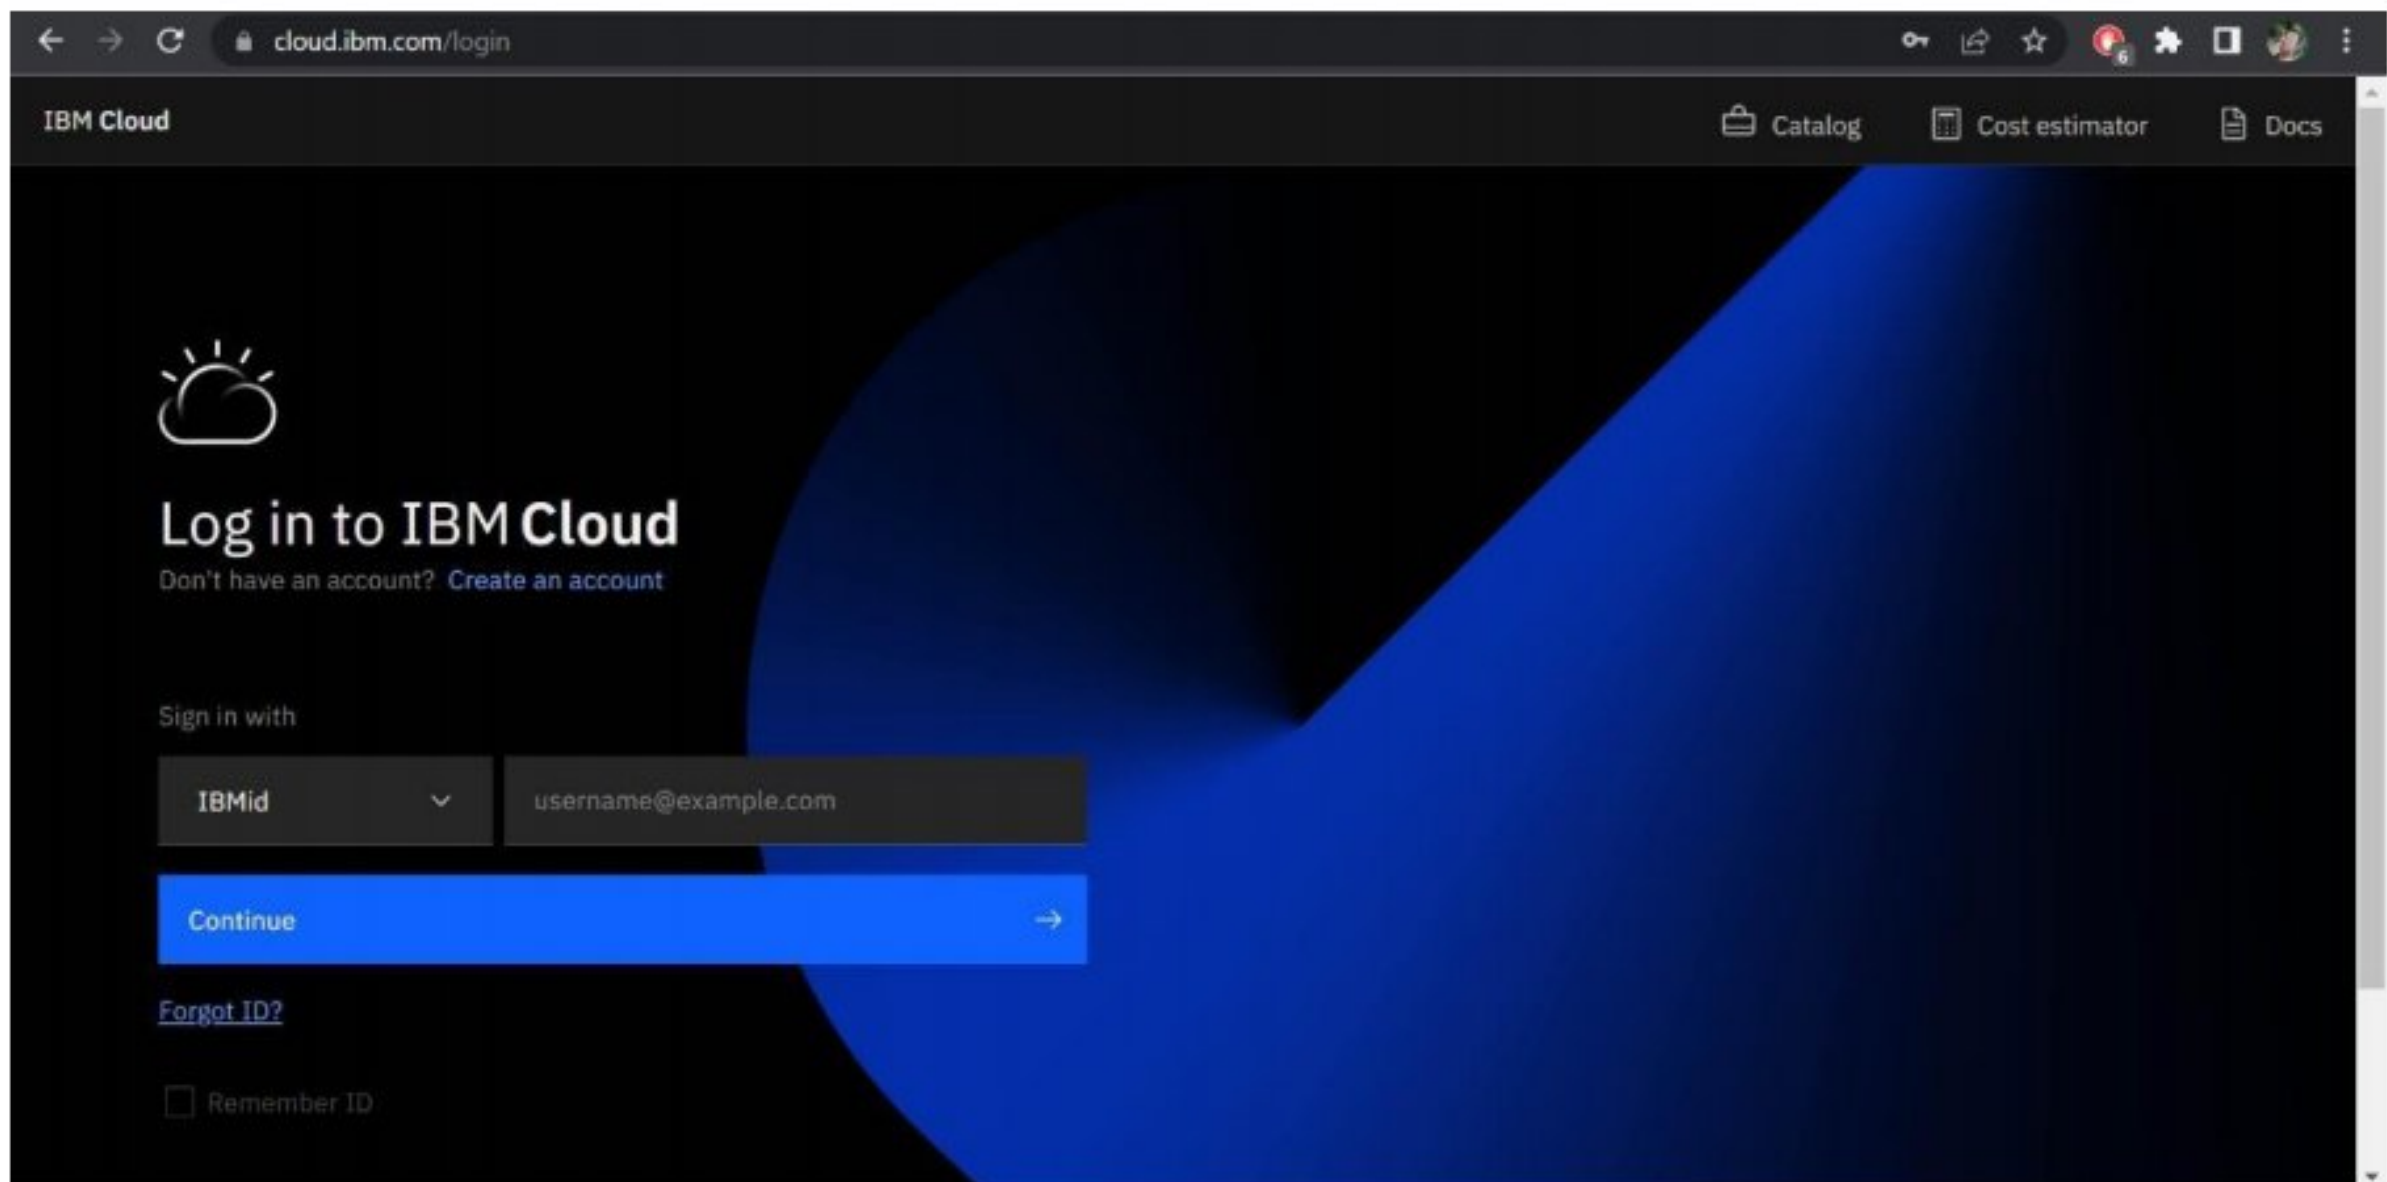 cloud.ibm.com/login
6
IBM Cloud
Catalog
Cost estimator
Docs
Log in to IBM Cloud
Don't have an account? Create an account
Sign in with
IBMid
username@example.com
Continue
Forgot ID?
Remember ID